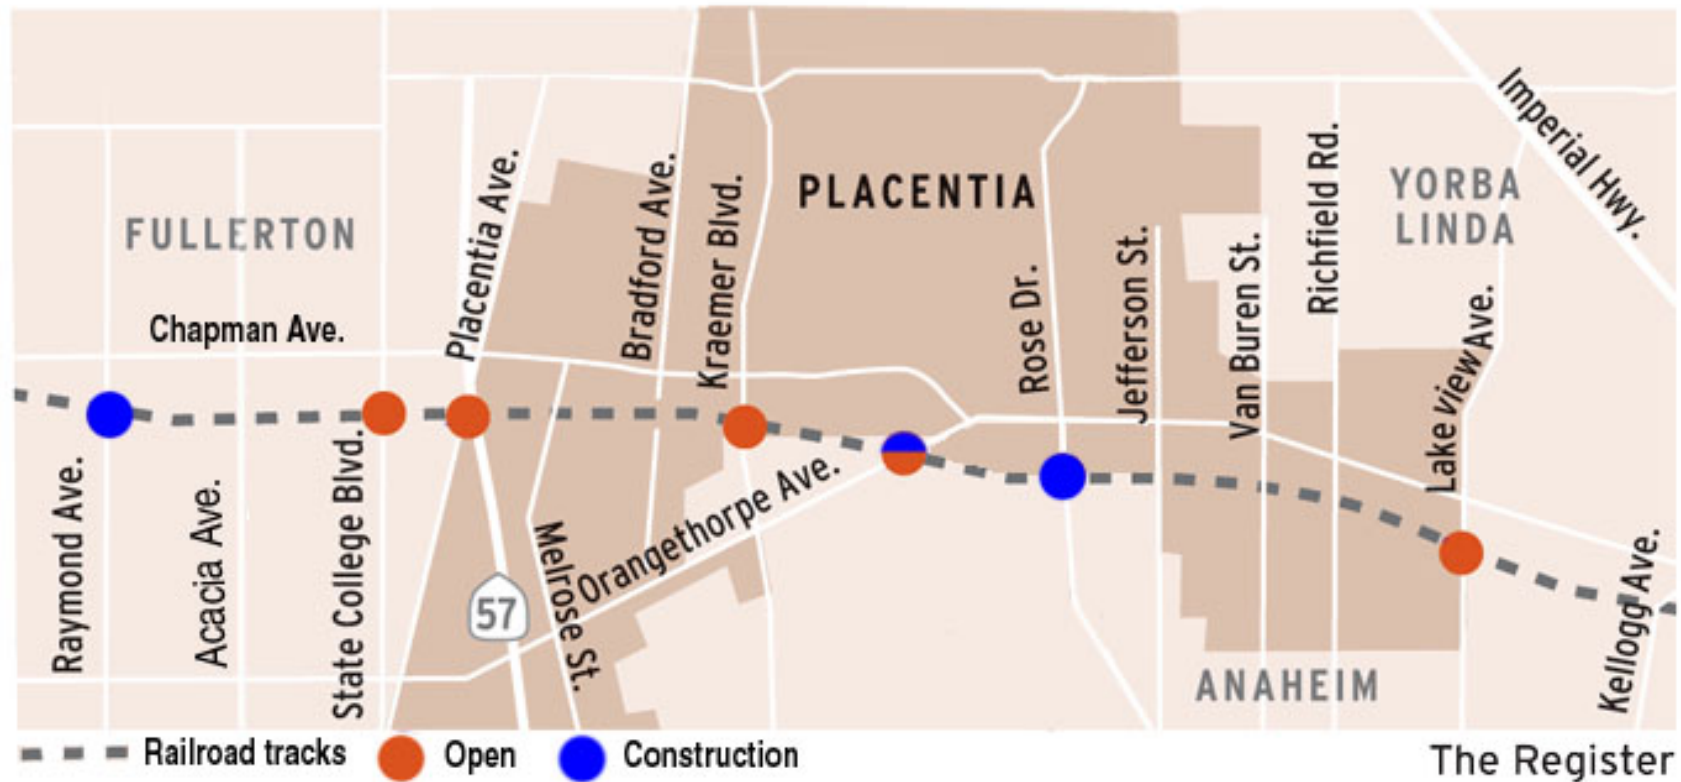 Imperial Hwy.
PLACENTIA
YORBA
LINDA
FULLERTON
Placentia Ave.
Bradford Ave.
Kraemer Blvd.
Rose Dr.
Jefferson St.
Van Buren St.
Richfield Rd.
Lake View Ave.
Chapman Ave.
Raymond Ave.
Acacia Ave.
State College Blvd.
57
Melrose St.
Orangethorpe Ave.
ANAHEIM
Kellogg Ave.
Railroad tracks
Open
Construction
The Register